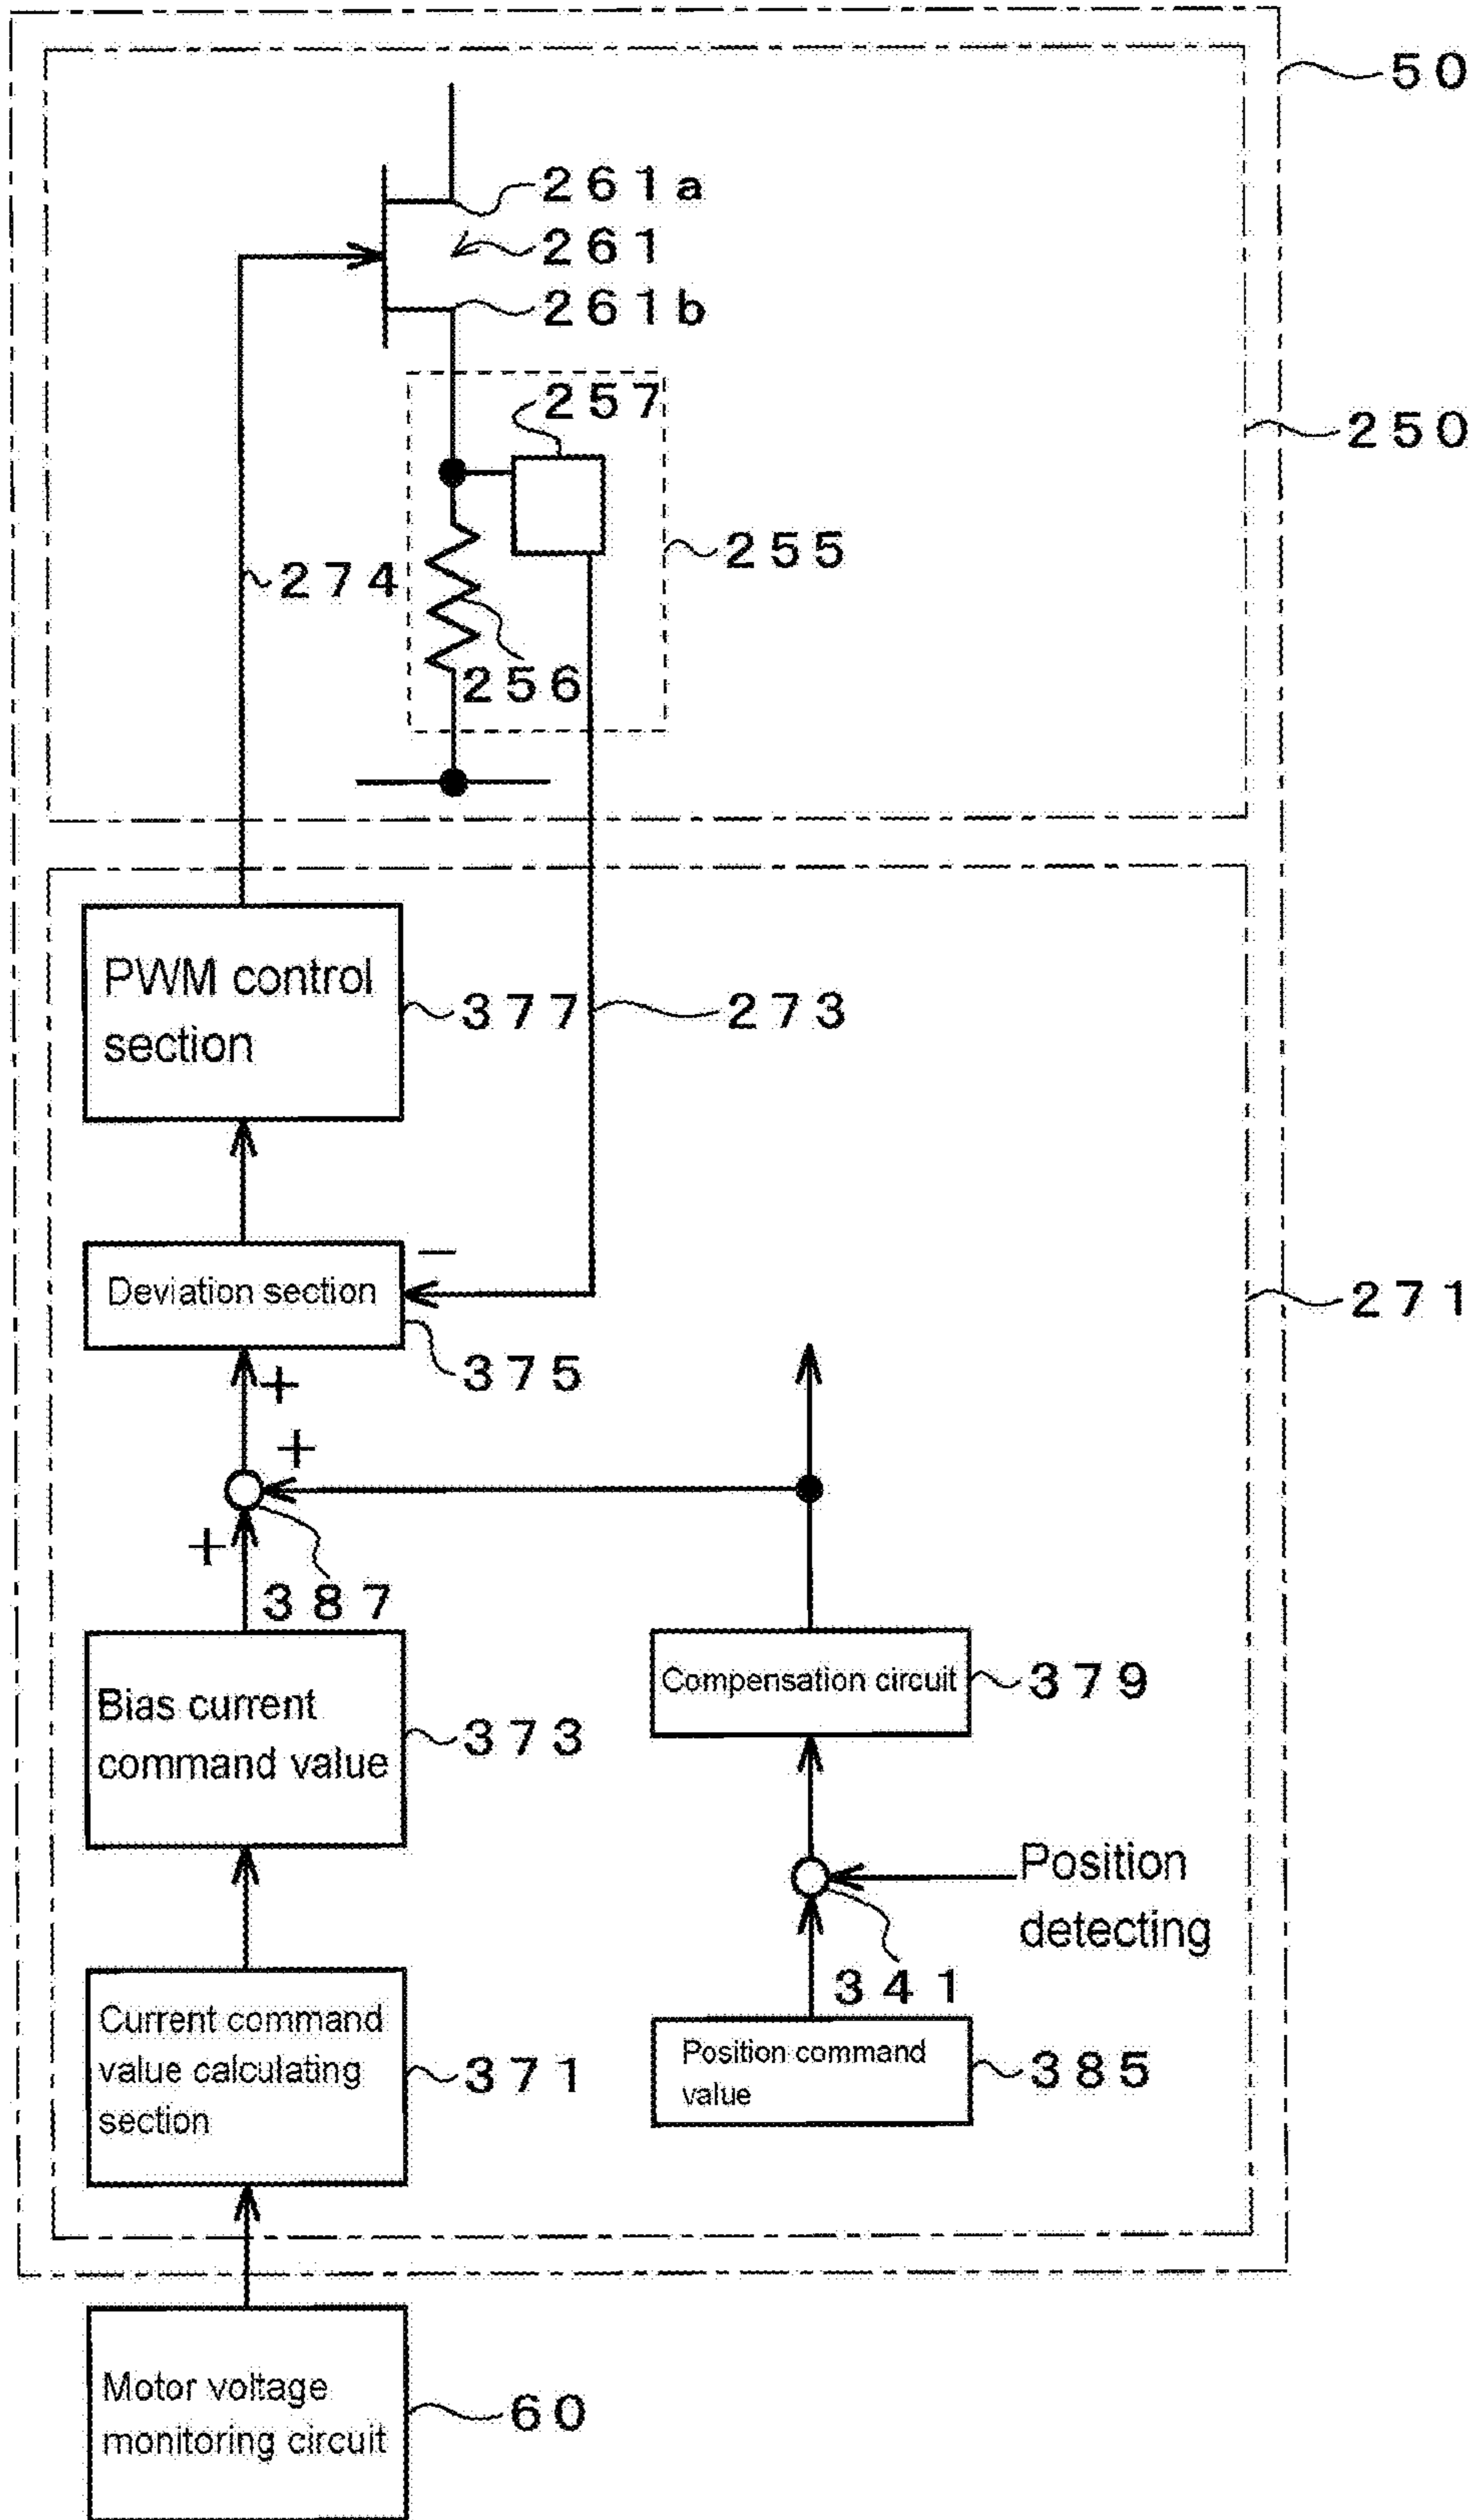 50
261a
261
261b
257
250
255
274
256
PWM control
section
377
273
−
Deviation section
271
375
+
+
+
387
Compensation circuit
379
Bias current
command value
373
Position
detecting
341
Current command
value calculating
section
371
Position command
value
385
Motor voltage
monitoring circuit
60